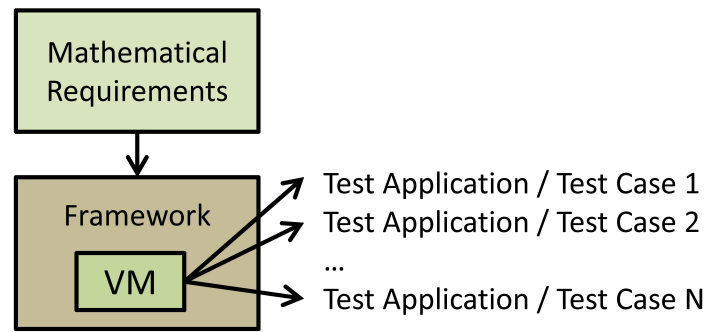 Mathematical
Requirements
Framework
VM
Test Application / Test Case 1
Test Application / Test Case 2
...
Test Application / Test Case N